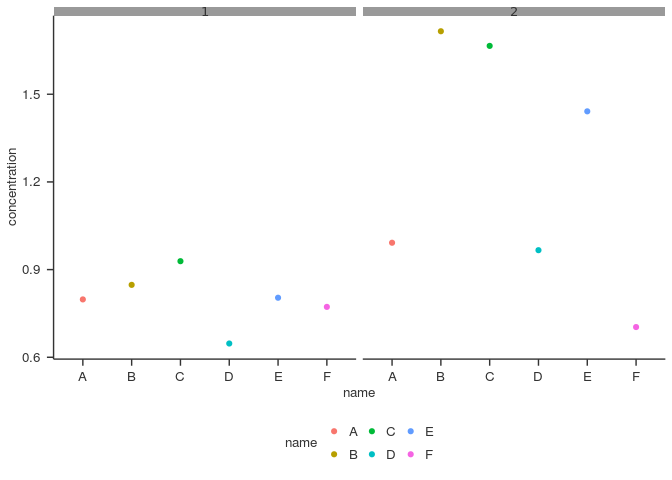 1 2
concentration
1.5
1.2
0.9
0.6
A B C D E F A B C D E F
name
name A C E
B D F